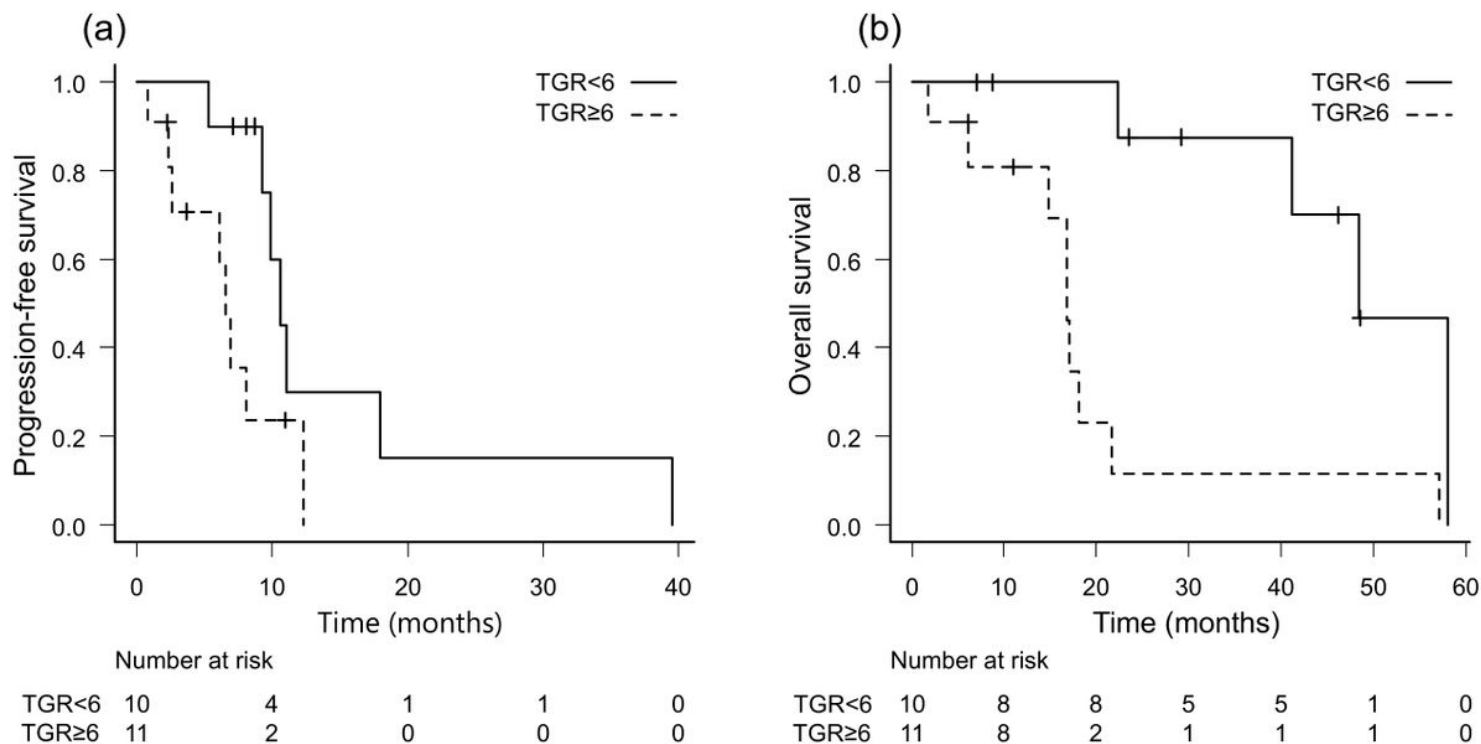 (a)
TGR<6
TGR≥6
Progression-free survival
1.0
0.8
0.6
0.4
0.2
0.0
0 10 20 30 40
Time (months)
Number at risk
TGR<6 10 4 1 1 0
TGR≥6 11 2 0 0 0
(b)
TGR<6
TGR≥6
Overall survival
1.0
0.8
0.6
0.4
0.2
0.0
0 10 20 30 40 50 60
Time (months)
Number at risk
TGR<6 10 8 8 5 5 1 0
TGR≥6 11 8 2 1 1 1 0